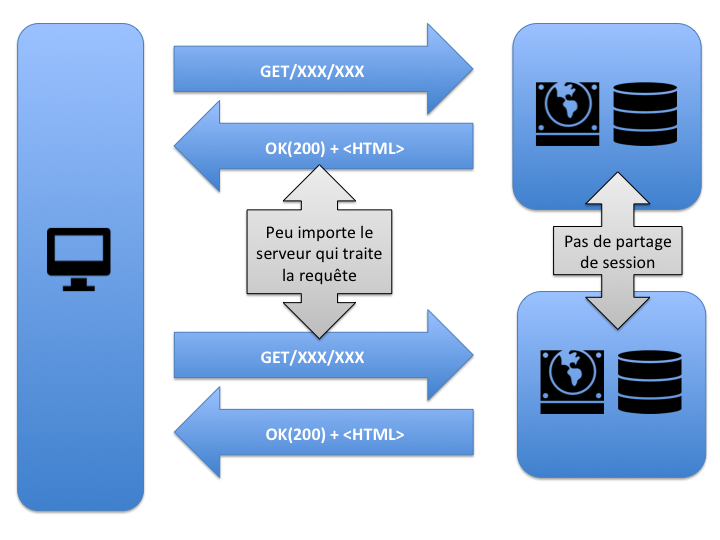 GET/XXX/XXX
OK(200) + <HTML>
Peu importe le
serveur qui traite
la requête
Pas de partage
de session
GET/XXX/XXX
OK(200) + <HTML>